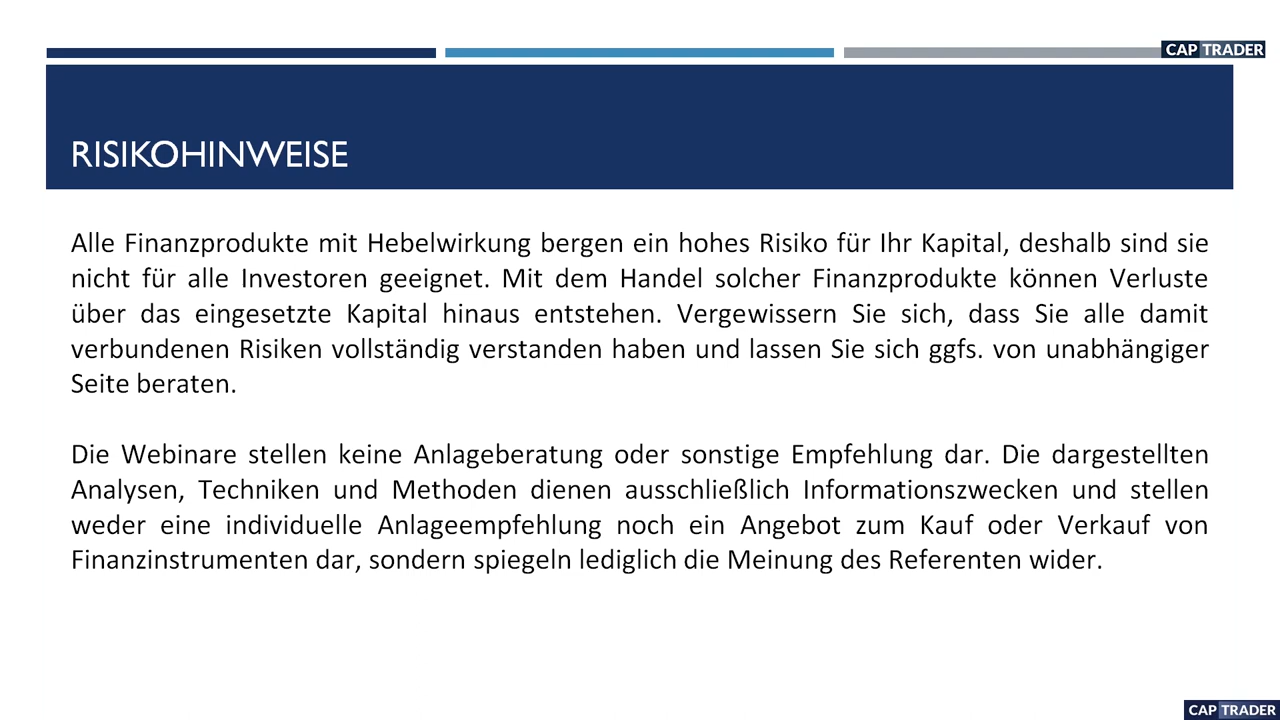 CAP TRADER
RISIKOHINWEISE
Alle Finanzprodukte mit Hebelwirkung bergen ein hohes Risiko für Ihr Kapital, deshalb sind sie
nicht für alle Investoren geeignet. Mit dem Handel solcher Finanzprodukte können Verluste
über das eingesetzte Kapital hinaus entstehen. Vergewissern Sie sich, dass Sie alle damit
verbundenen Risiken vollständig verstanden haben und lassen Sie sich ggfs. von unabhängiger
Seite beraten.
Die Webinare stellen keine Anlageberatung oder sonstige Empfehlung dar. Die dargestellten
Analysen, Techniken und Methoden dienen ausschließlich Informationszwecken und stellen
weder eine individuelle Anlageempfehlung noch ein Angebot zum Kauf oder Verkauf von
Finanzinstrumenten dar, sondern spiegeln lediglich die Meinung des Referenten wider.
CAP TRADER